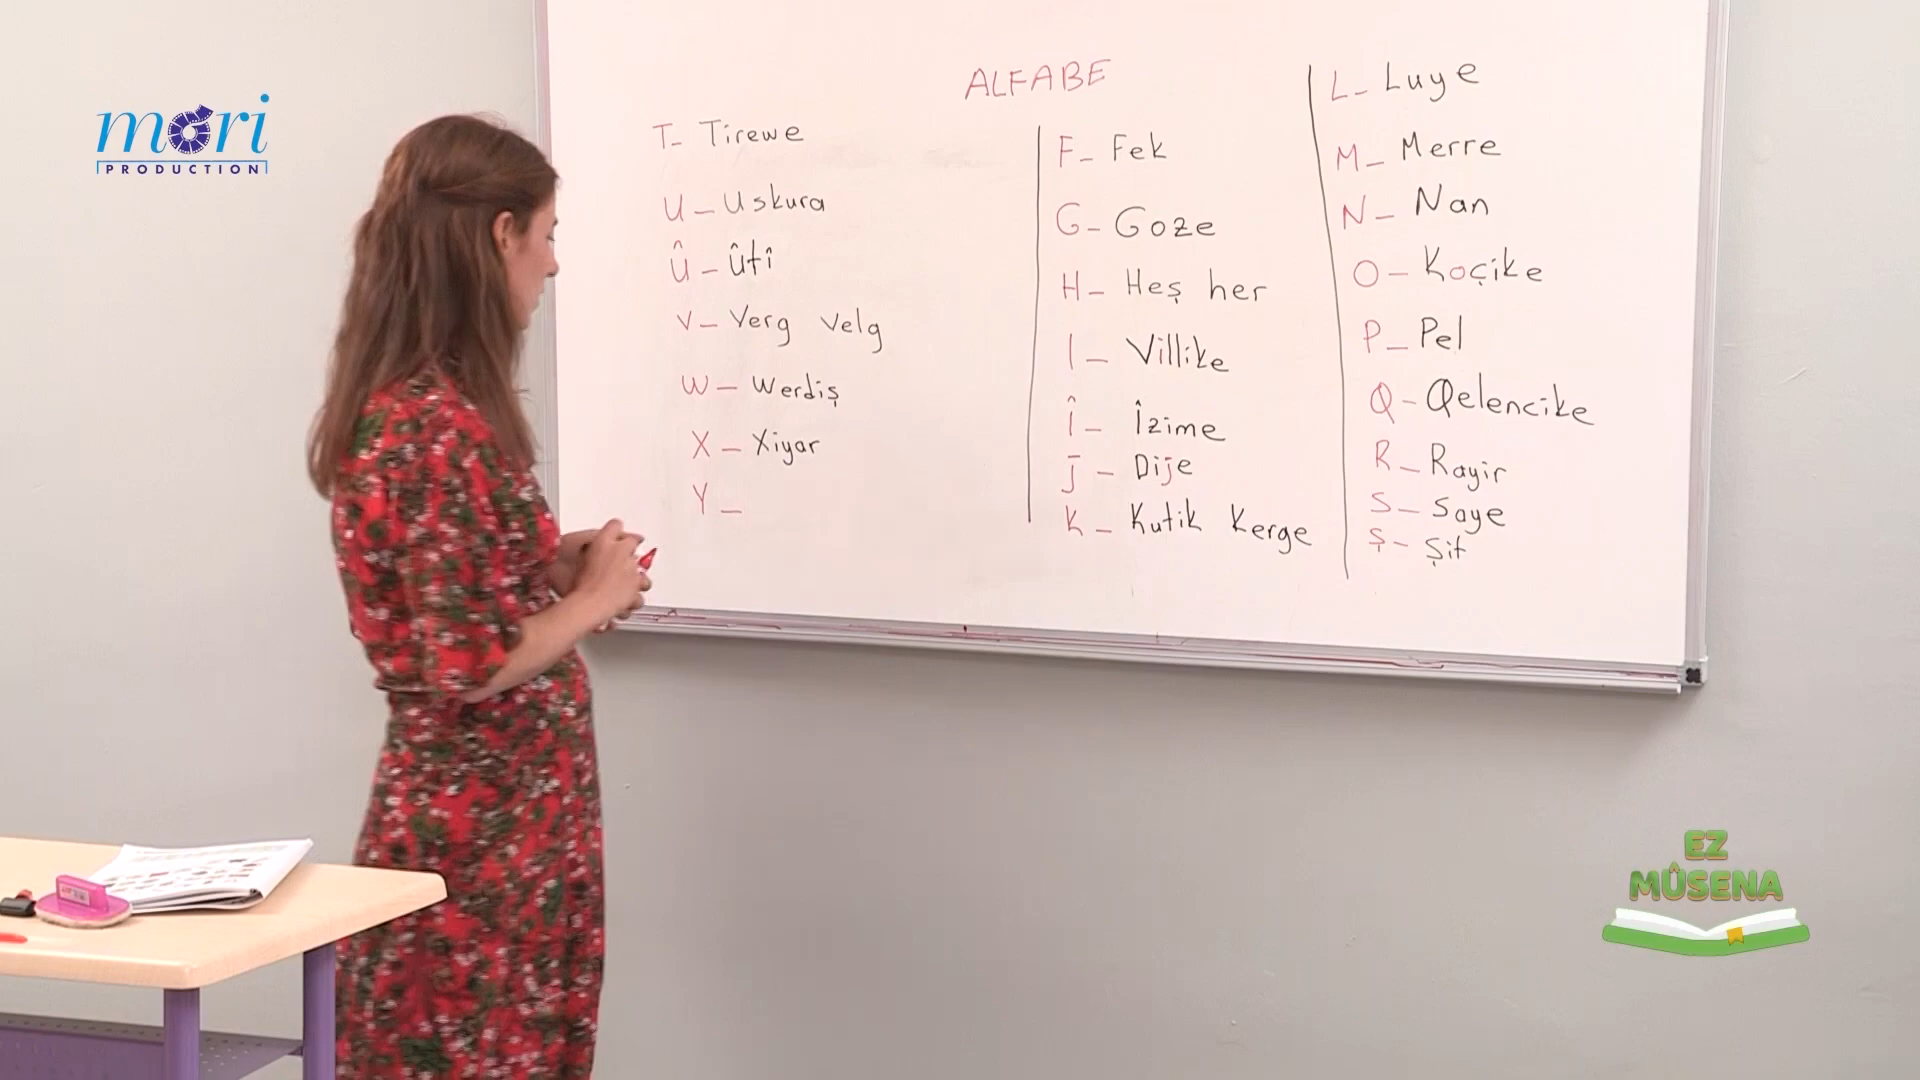 mori
PRODUCTION
ALFABE
T- Tirewe
U - Uskura
Û - ûtî
V - Verg velg
W - Werdiş
X - Xiyar
Y -
F - Fek
G - Goze
H - Heş her
I - Villike
Î - Îzime
J - Dije
K - Kutik Kerge
L - Luye
M - Merre
N - Nan
O - Koçike
P - Pel
Q - Qelencike
R - Rayir
S - Saye
Ş - Şit
EZ
MÛSENA